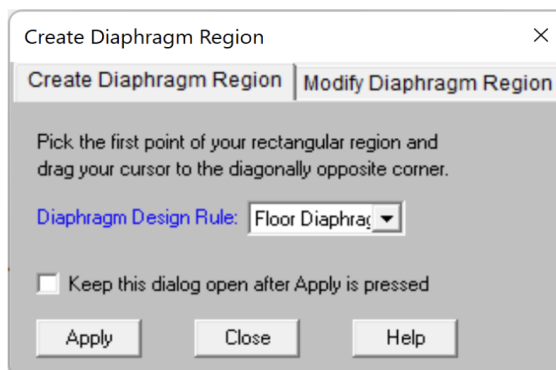 Create Diaphragm Region
Create Diaphragm Region
Modify Diaphragm Region
Pick the first point of your rectangular region and
drag your cursor to the diagonally opposite corner.
Diaphragm Design Rule:
Floor Diaphrag
Keep this dialog open after Apply is pressed
Apply
Close
Help